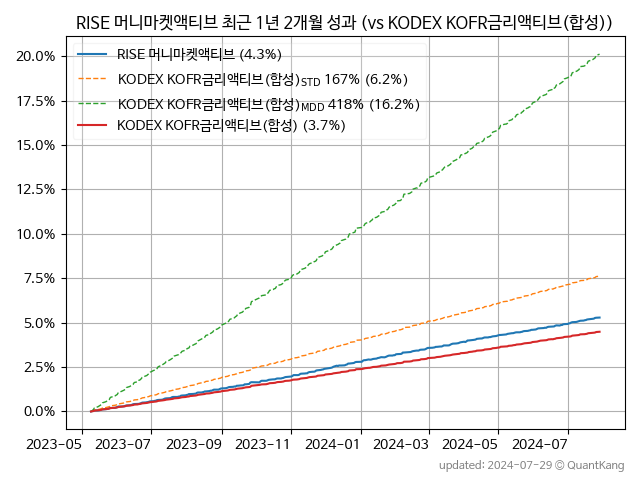 RISE 머니마켓액티브 최근 1년 2개월 성과 (vs KODEX KOFR금리액티브(합성))
RISE 머니마켓액티브 (4.3%)
KODEX KOFR금리액티브(합성)STD 167% (6.2%)
KODEX KOFR금리액티브(합성)MDD 418% (16.2%)
KODEX KOFR금리액티브(합성) (3.7%)
20.0%
17.5%
15.0%
12.5%
10.0%
7.5%
5.0%
2.5%
0.0%
2023-05 2023-07 2023-09 2023-11 2024-01 2024-03 2024-05 2024-07
updated: 2024-07-29 © QuantKang